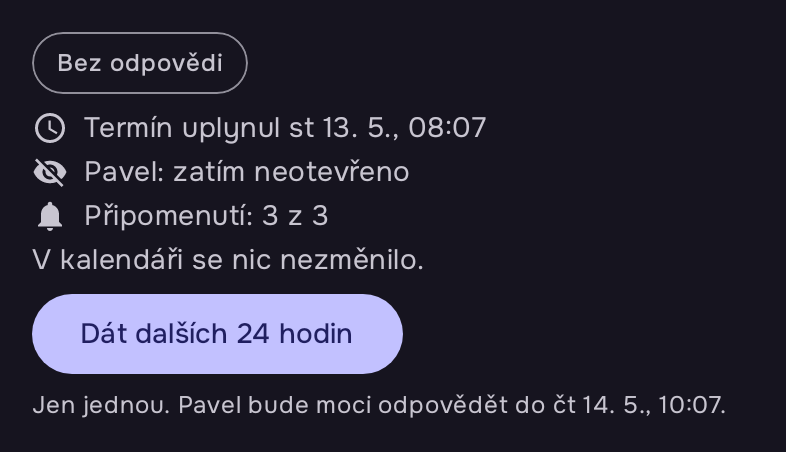 Bez odpovědi
Termín uplynul st 13. 5., 08:07
Pavel: zatím neotevřeno
Připomenutí: 3 z 3
V kalendáři se nic nezměnilo.
Dát dalších 24 hodin
Jen jednou. Pavel bude moci odpovědět do čt 14. 5., 10:07.